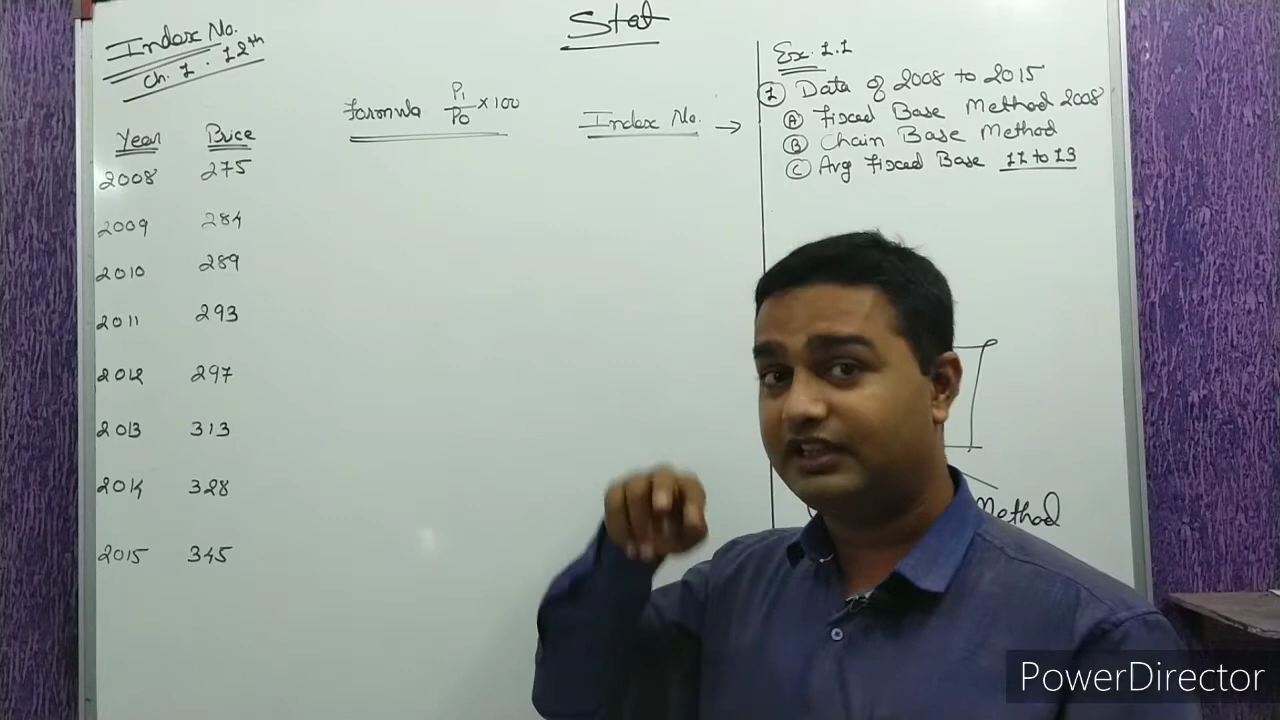 Stat
Index No.
Ch. 1. 12th
Formula P₁/P₀ × 100
Index No. →
Year Price
2008 275
2009 284
2010 289
2011 293
2012 297
2013 313
2014 328
2015 345
Ex. 1.1
① Data of 2008 to 2015
Ⓐ Fixed Base Method 2008
Ⓑ Chain Base Method
Ⓒ Avg Fixed Base 11 to 13
Method
PowerDirector